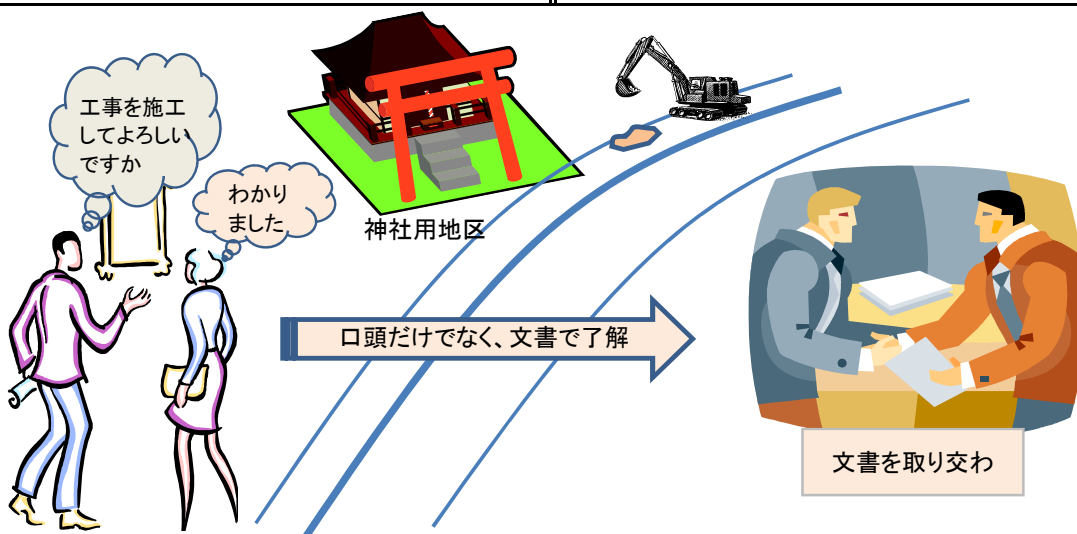 工事を施工
してよろしい
ですか
わかり
ました
神社用地区
口頭だけでなく、文書で了解
文書を取り交わ